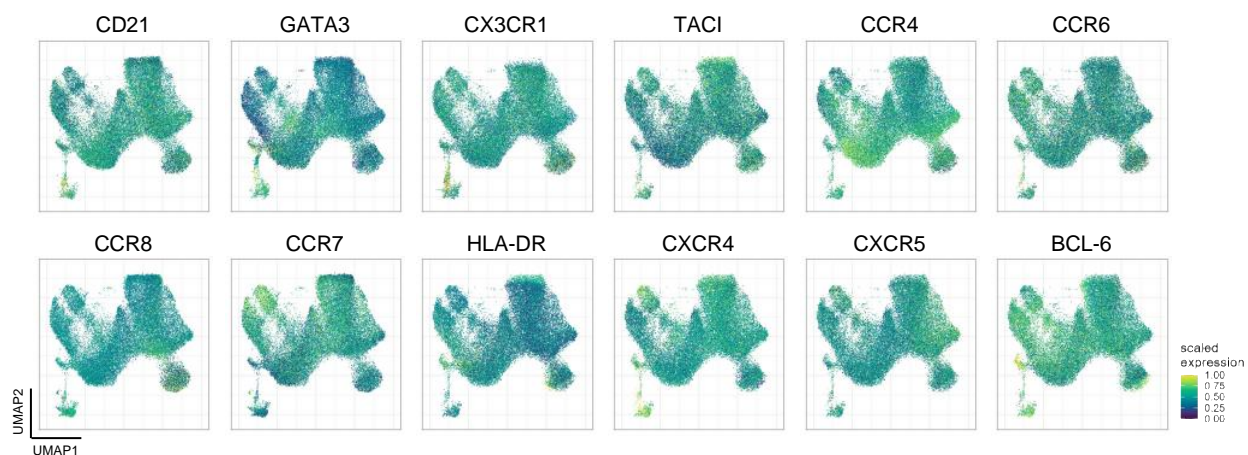 CD21 GATA3 CX3CR1 TACI CCR4 CCR6
CCR8 CCR7 HLA-DR CXCR4 CXCR5 BCL-6
scaled
expression
1.00
0.75
0.50
0.25
0.00
UMAP2
UMAP1